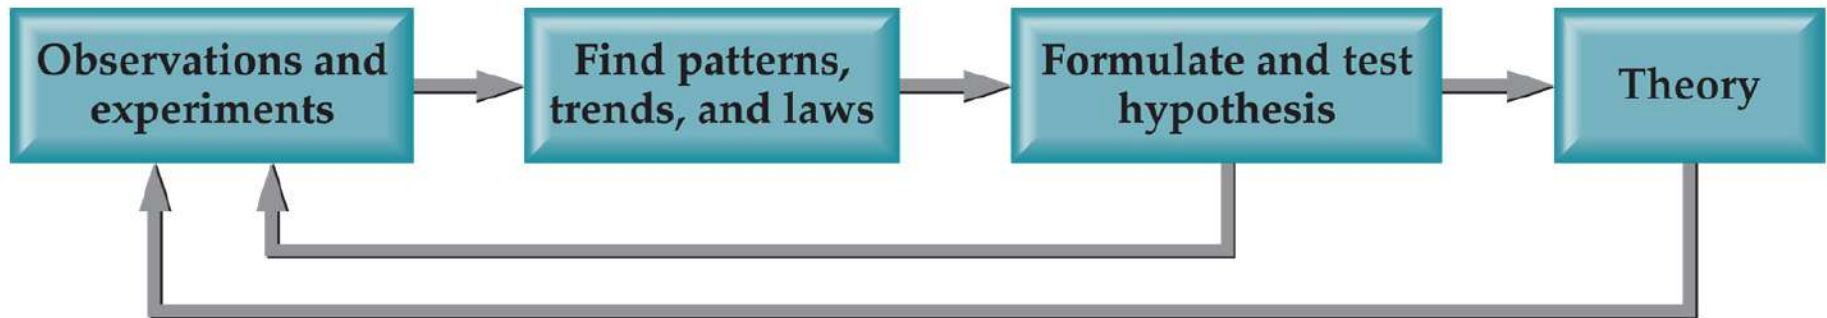 Observations and
experiments
Find patterns,
trends, and laws
Formulate and test
hypothesis
Theory